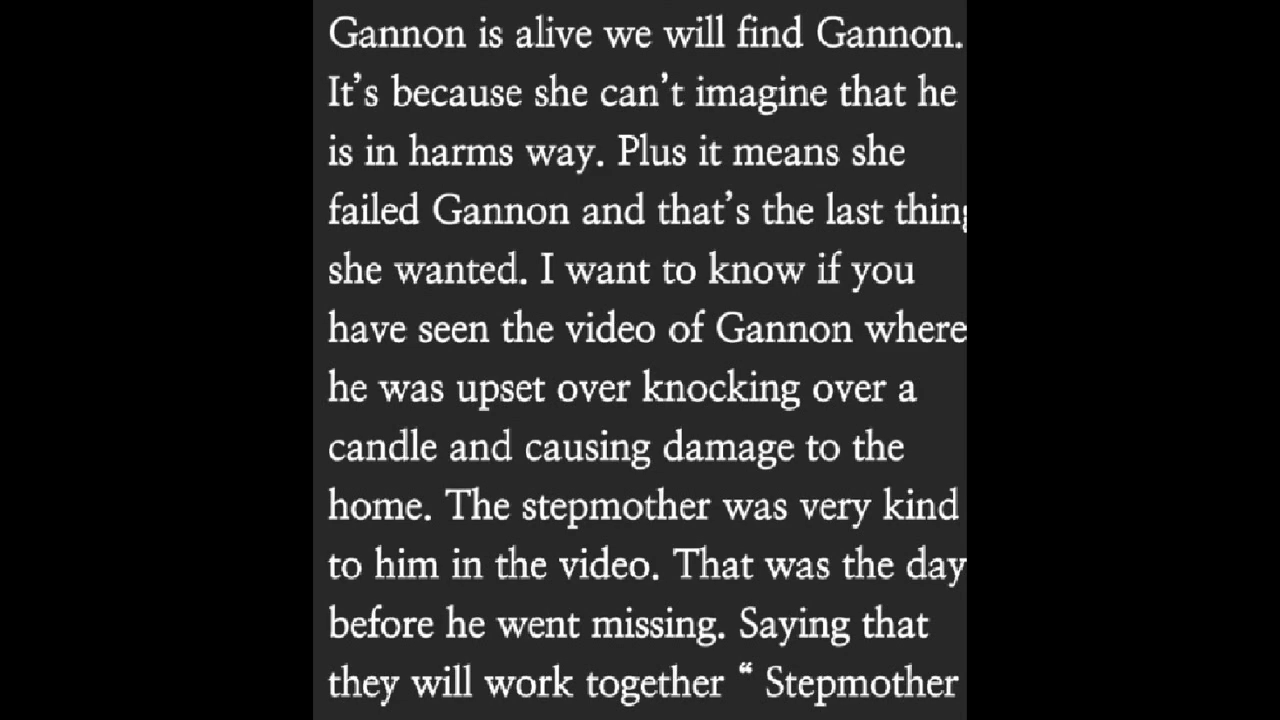 Gannon is alive we will find Gannon.
It’s because she can’t imagine that he
is in harms way. Plus it means she
failed Gannon and that’s the last thing
she wanted. I want to know if you
have seen the video of Gannon where
he was upset over knocking over a
candle and causing damage to the
home. The stepmother was very kind
to him in the video. That was the day
before he went missing. Saying that
they will work together “ Stepmother